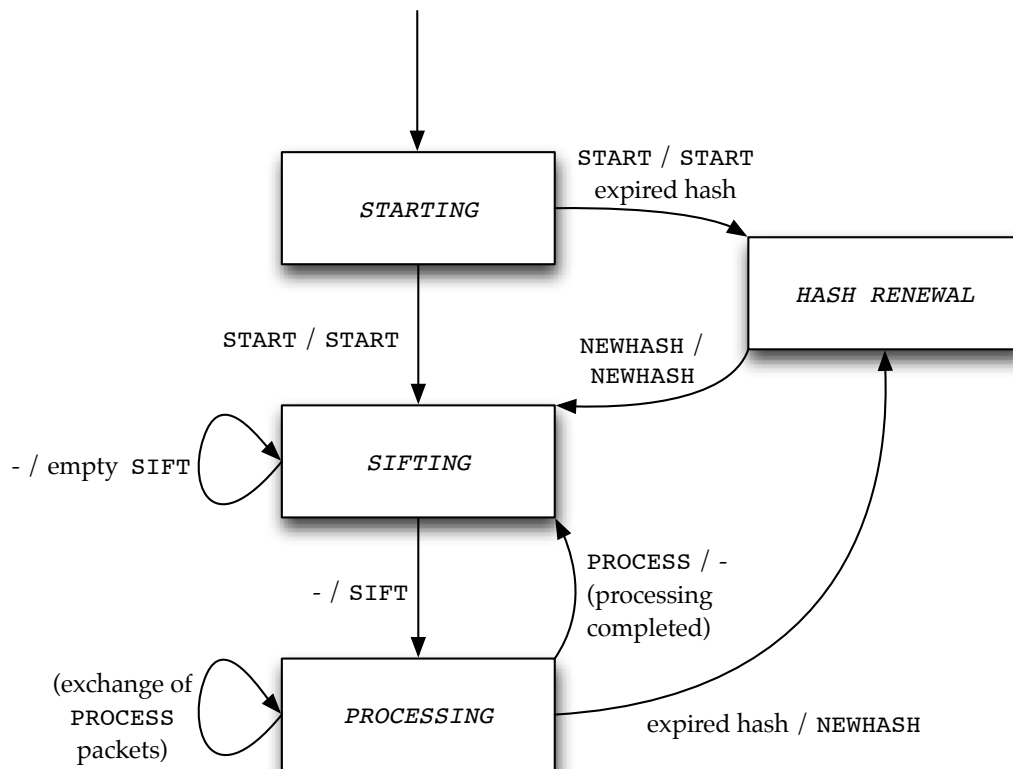 START / START
expired hash
STARTING
HASH RENEWAL
START / START
NEWHASH /
NEWHASH
- / empty SIFT
SIFTING
PROCESS / -
(processing
completed)
- / SIFT
(exchange of
PROCESS
packets)
PROCESSING
expired hash / NEWHASH